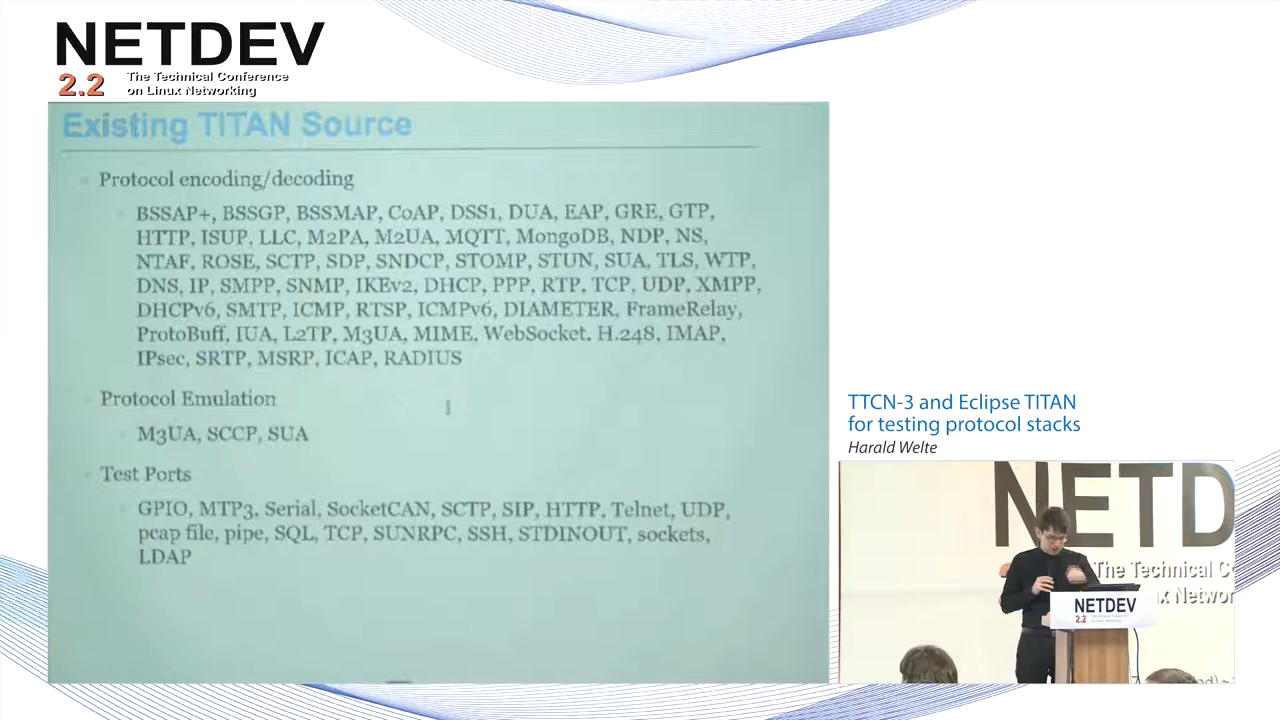 NETDEV
2.2 The Technical Conference
on Linux Networking
Existing TITAN Source
Protocol encoding/decoding
BSSAP+, BSSGP, BSSMAP, CoAP, DSS1, DUA, EAP, GRE, GTP,
HTTP, ISUP, LLC, M2PA, M2UA, MQTT, MongoDB, NDP, NS,
NTAF, ROSE, SCTP, SDP, SNDCP, STOMP, STUN, SUA, TLS, WTP,
DNS, IP, SMPP, SNMP, IKEv2, DHCP, PPP, RTP, TCP, UDP, XMPP,
DHCPv6, SMTP, ICMP, RTSP, ICMPv6, DIAMETER, FrameRelay,
ProtoBuff, IUA, L2TP, M3UA, MIME, WebSocket. H.248, IMAP,
IPsec, SRTP, MSRP, ICAP, RADIUS
Protocol Emulation
M3UA, SCCP, SUA
Test Ports
GPIO, MTP3, Serial, SocketCAN, SCTP, SIP, HTTP, Telnet, UDP,
pcap file, pipe, SQL, TCP, SUNRPC, SSH, STDINOUT, sockets,
LDAP
TTCN-3 and Eclipse TITAN
for testing protocol stacks
Harald Welte
NETD
The Technical C
x Networ
NETDEV
2.2